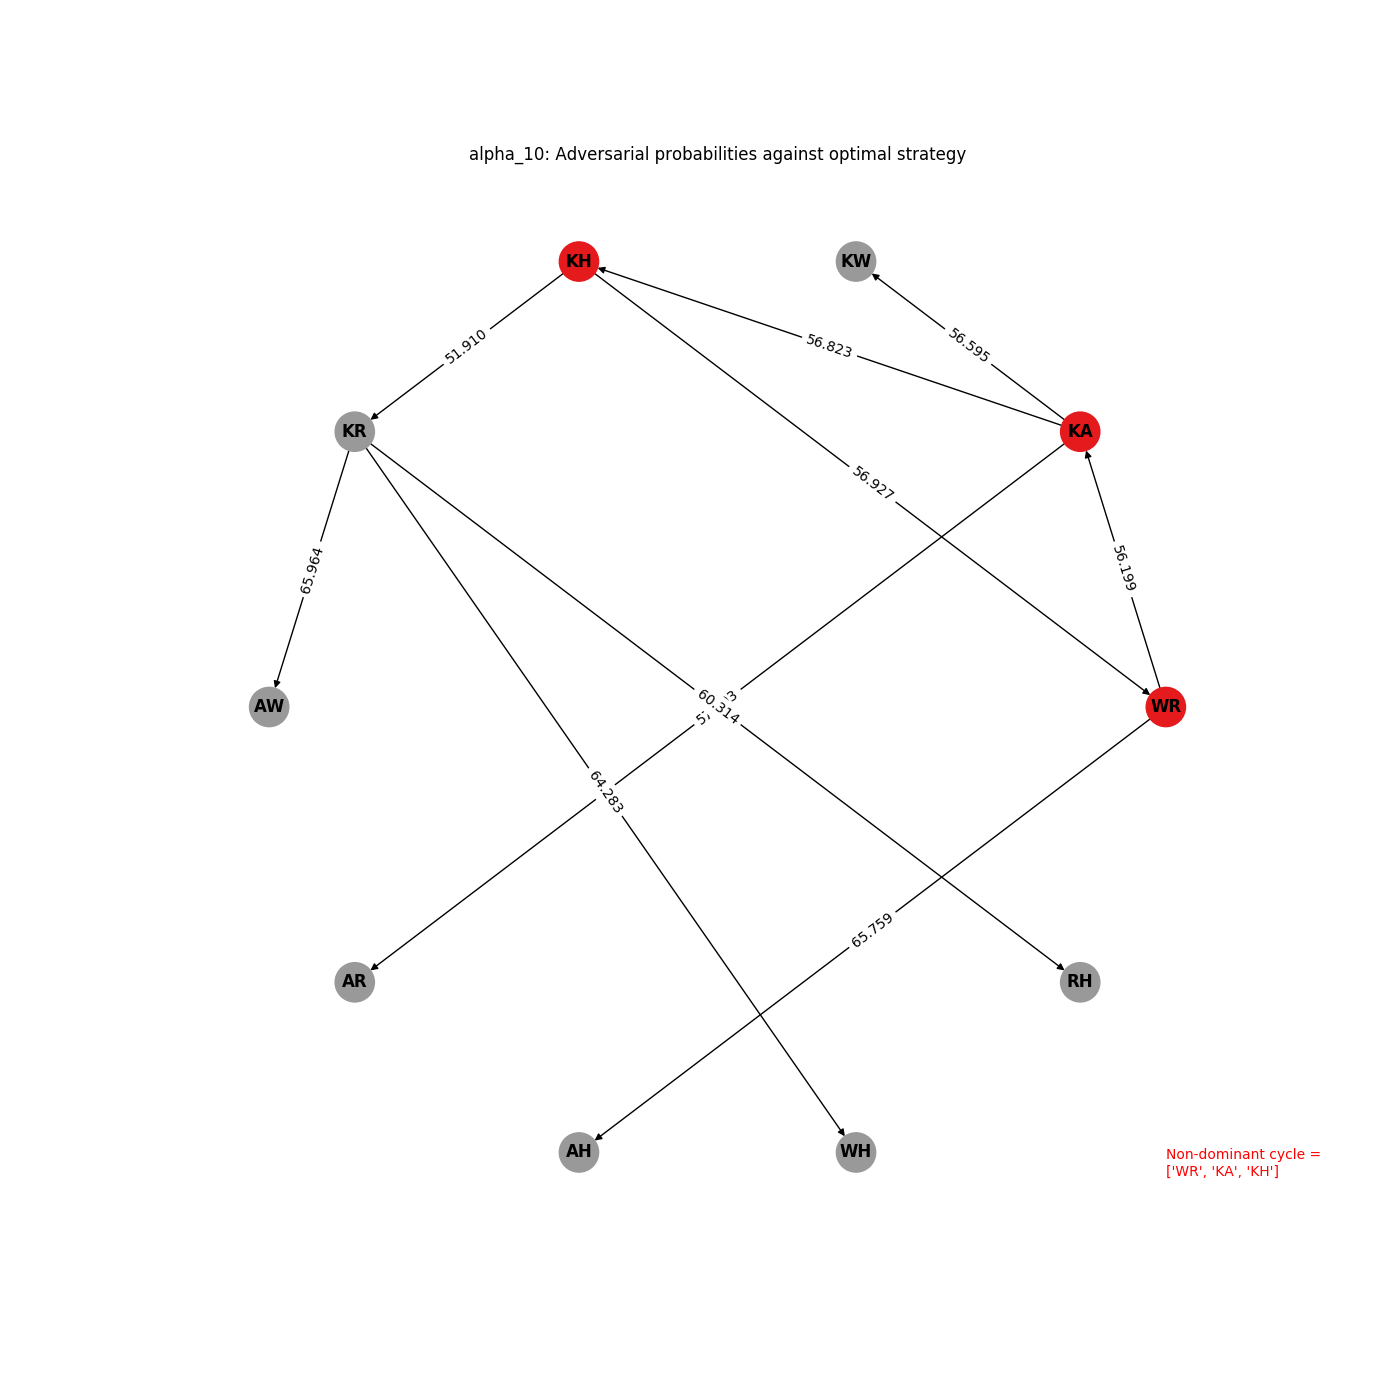 alpha_10: Adversarial probabilities against optimal strategy
KH
KW
51.910
56.823
56.595
KR
KA
56.927
65.964
56.199
AW
60.314
WR
64.283
65.759
AR
RH
AH
WH
Non-dominant cycle =
['WR', 'KA', 'KH']